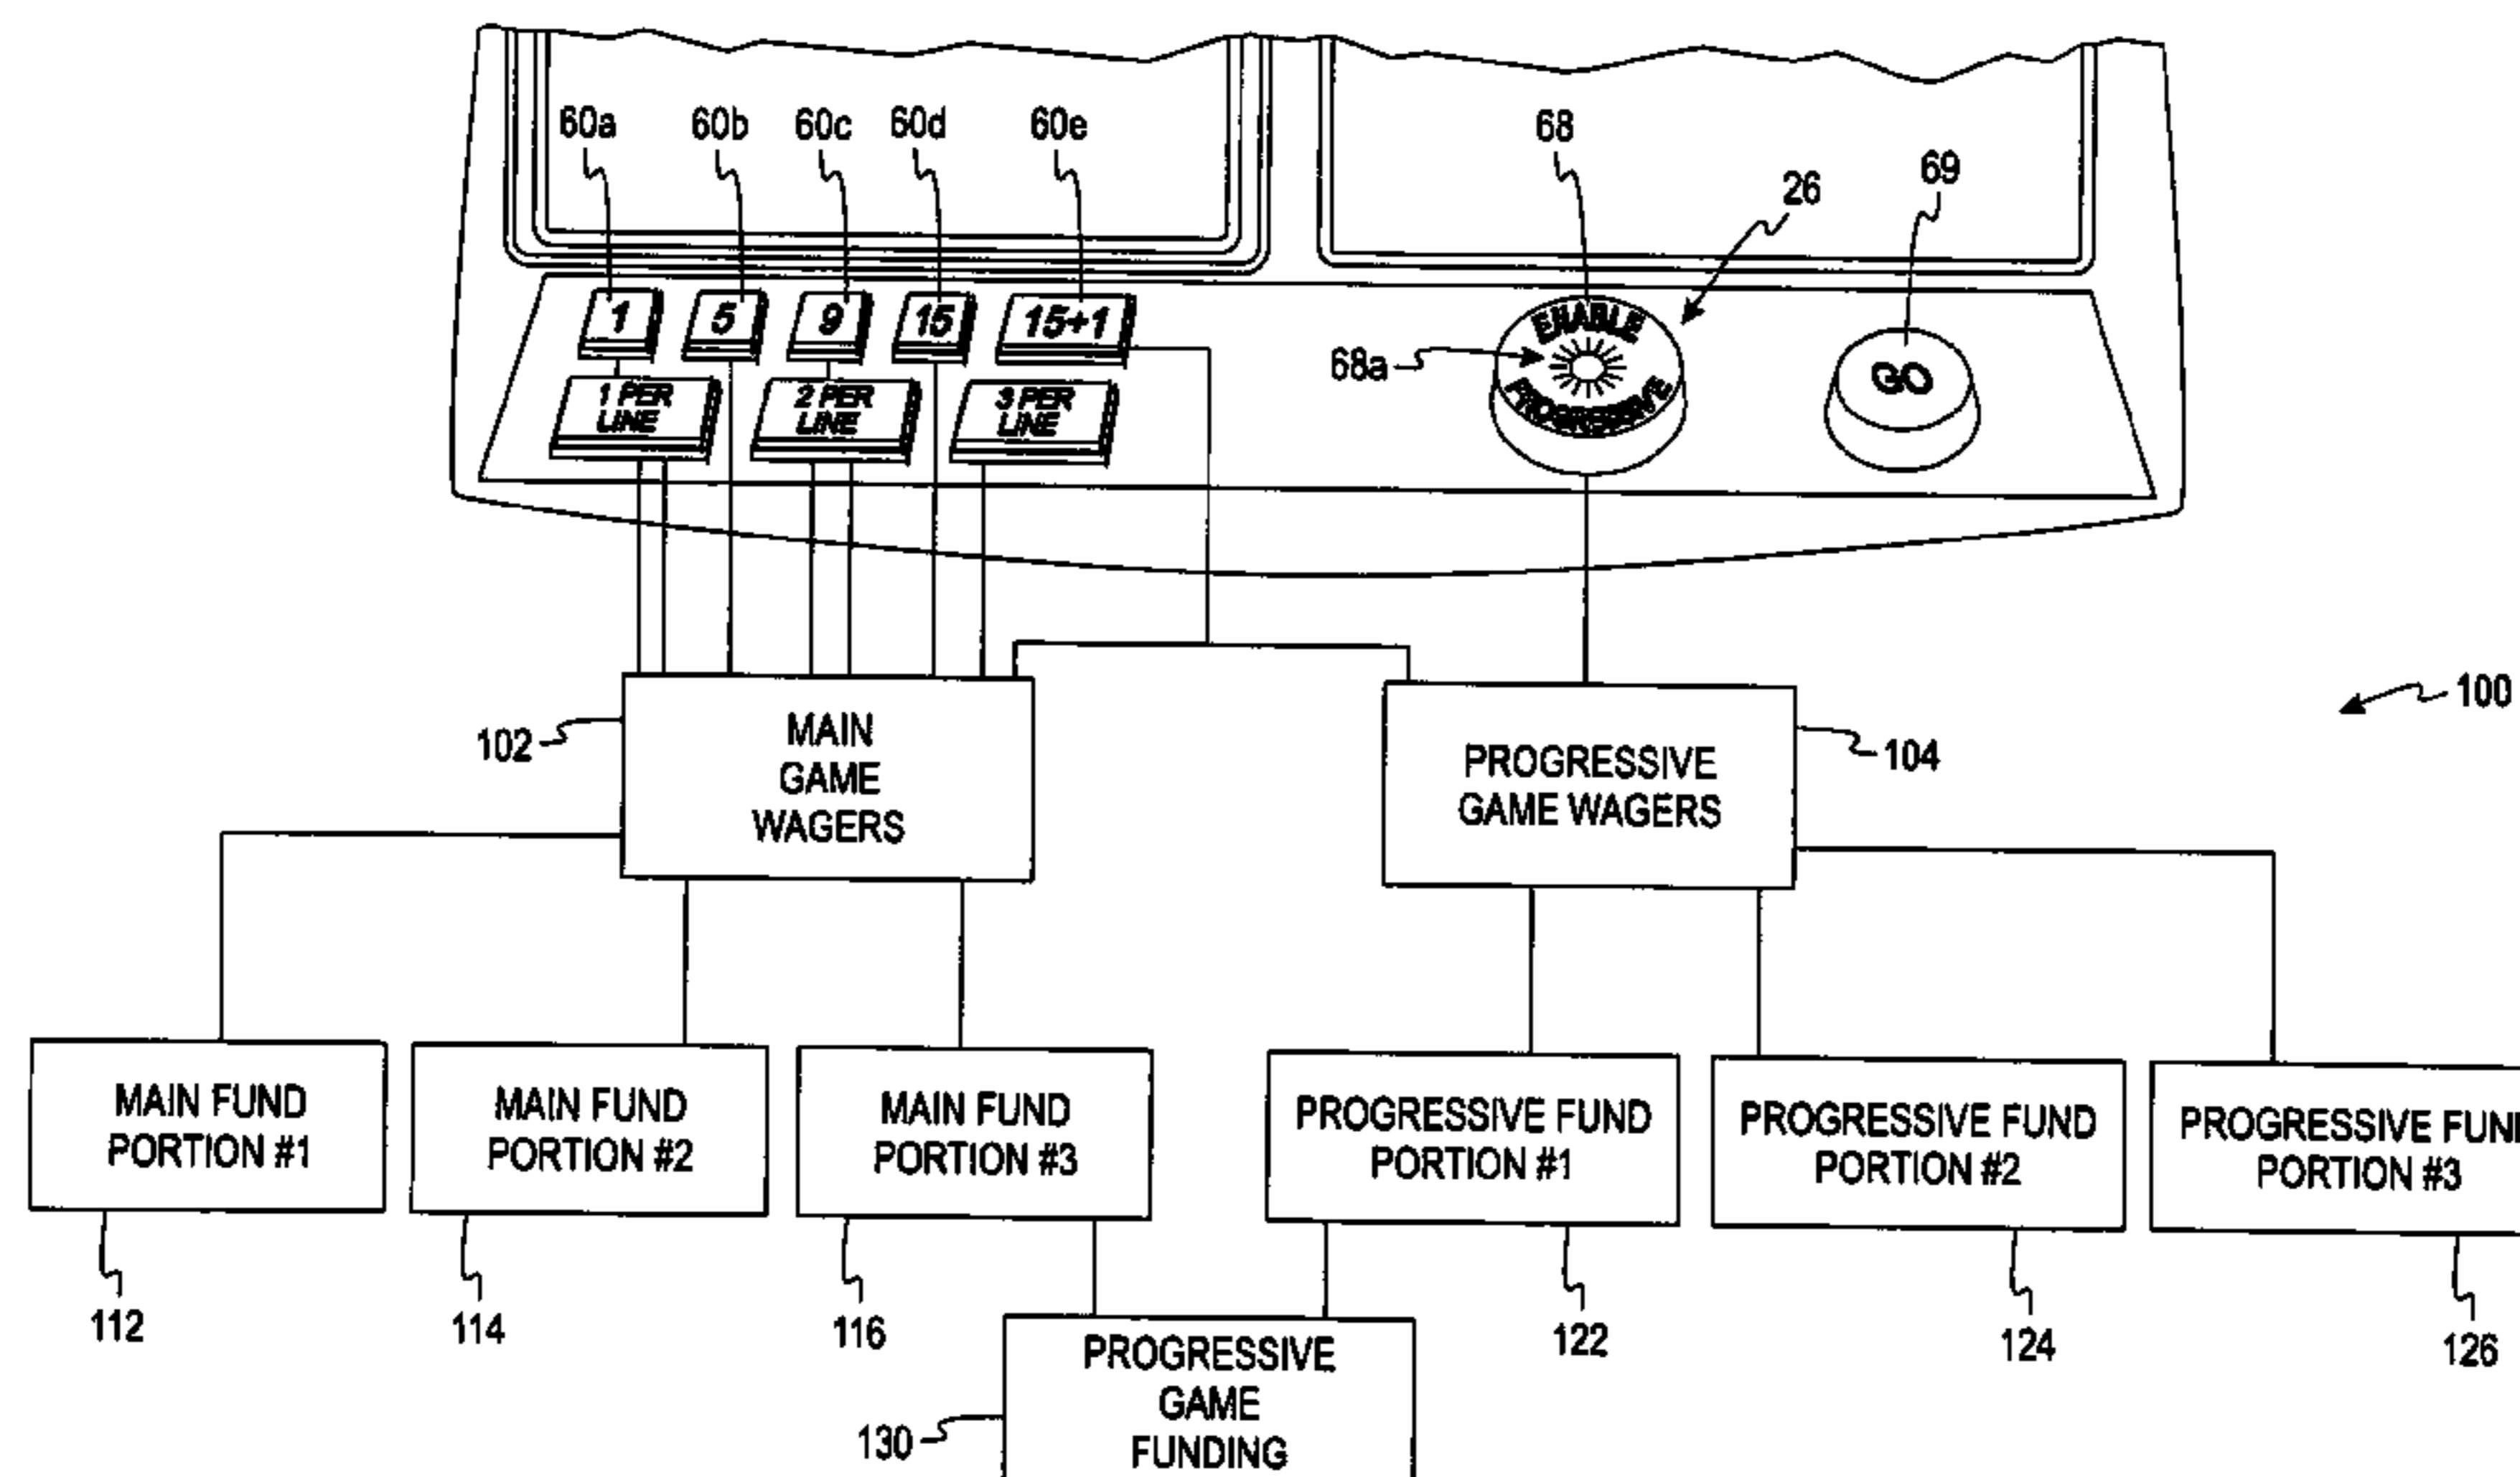 60a
60b
60c
60d
60e
68
69
26
1
5
9
15
15+1
ENABLE
68a
PROGRESSIVE
GO
1 PER
LINE
2 PER
LINE
3 PER
LINE
100
102
MAIN
GAME
WAGERS
PROGRESSIVE
GAME WAGERS
104
MAIN FUND
PORTION #1
MAIN FUND
PORTION #2
MAIN FUND
PORTION #3
PROGRESSIVE FUND
PORTION #1
PROGRESSIVE FUND
PORTION #2
PROGRESSIVE FUN
PORTION #3
112
114
116
122
124
126
130
PROGRESSIVE
GAME
FUNDING